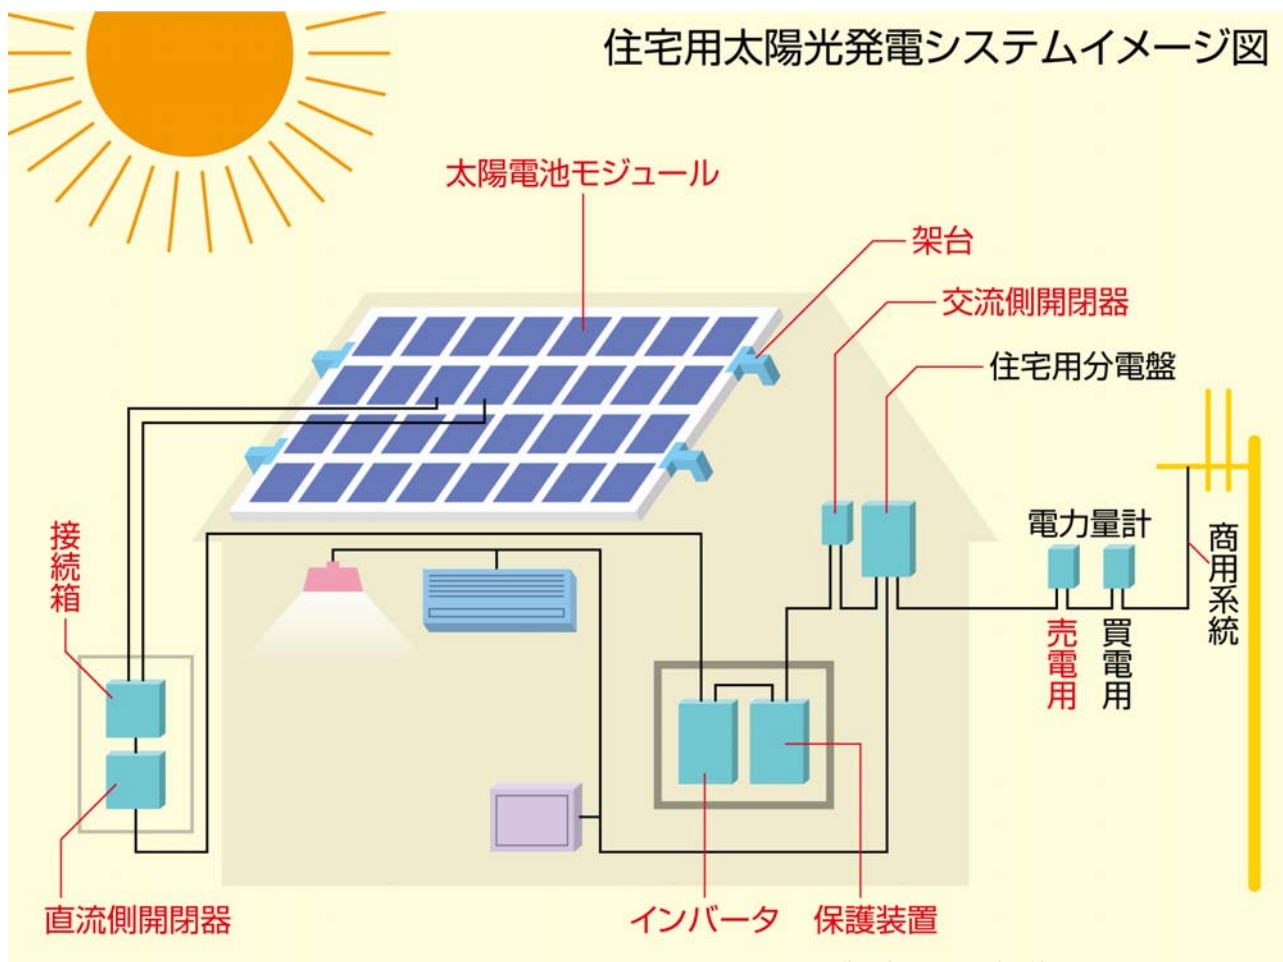 住宅用太陽光発電システムイメージ図
太陽電池モジュール
架台
交流側開閉器
住宅用分電盤
電力量計
商用系統
売電用
買電用
接続箱
直流側開閉器
インバータ
保護装置